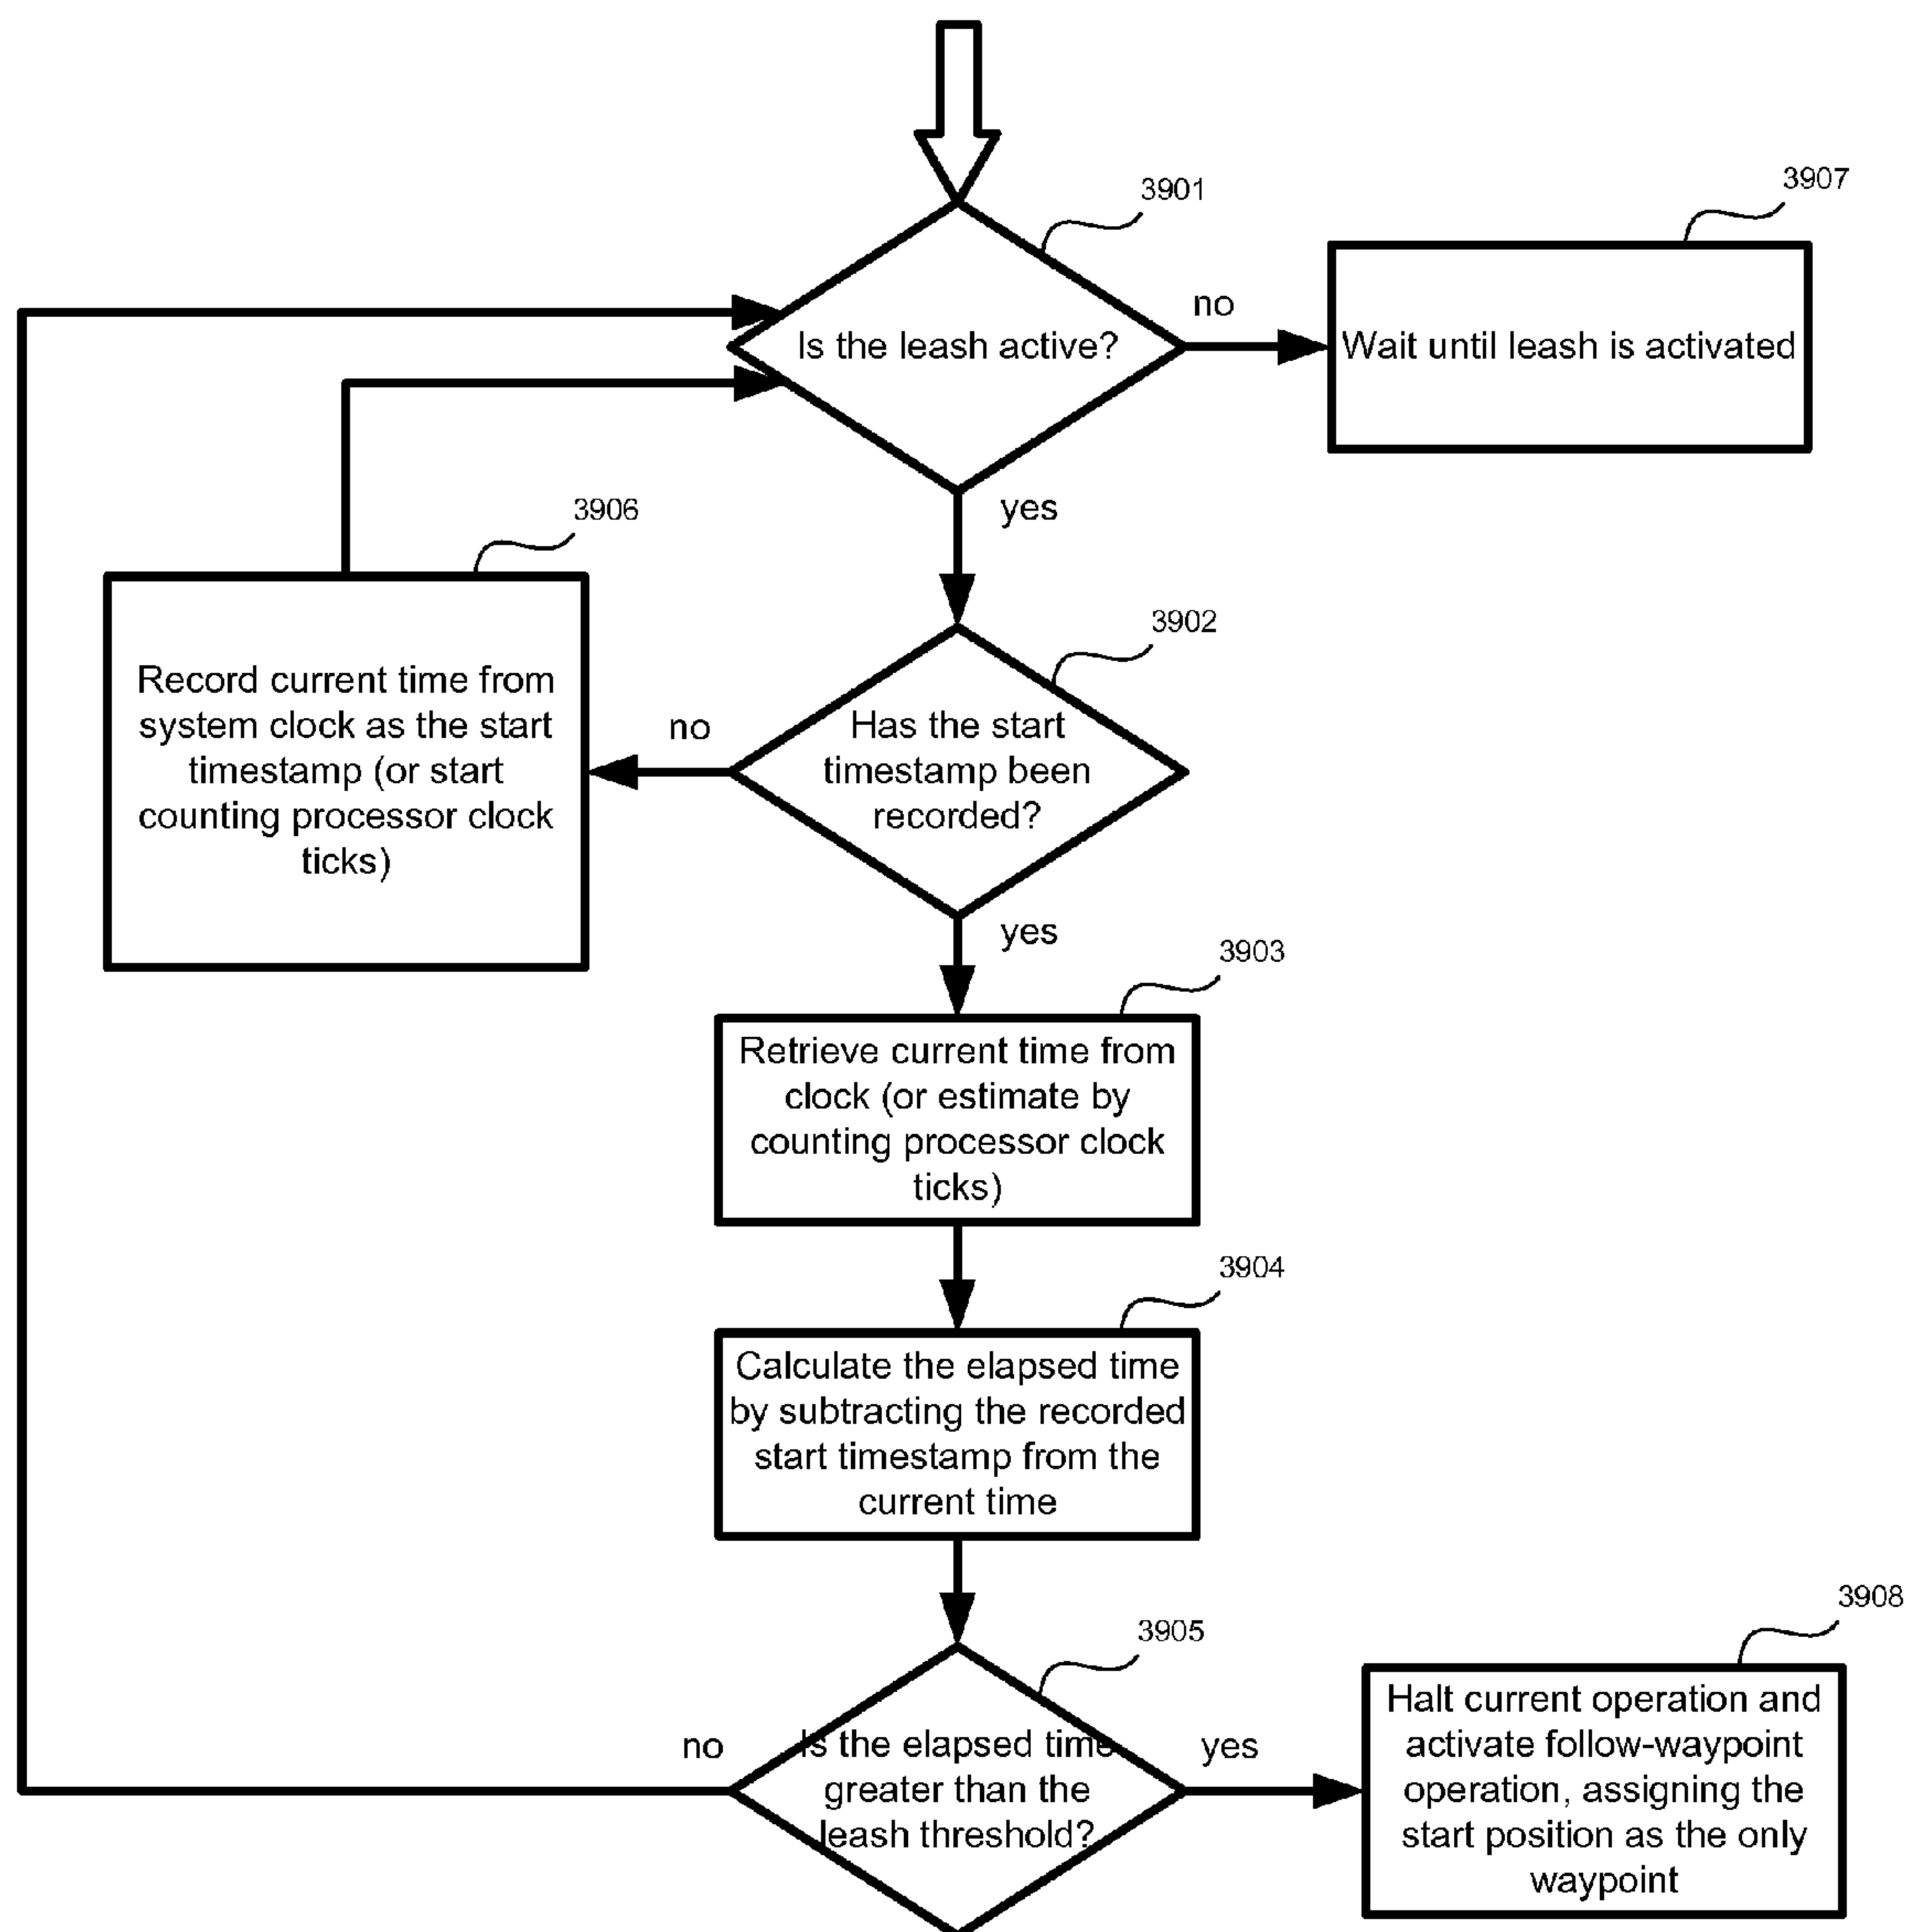 3901
3907
no
Is the leash active?
Wait until leash is activated
yes
3906
3902
Record current time from
system clock as the start
timestamp (or start
counting processor clock
ticks)
no
Has the start
timestamp been
recorded?
yes
3903
Retrieve current time from
clock (or estimate by
counting processor clock
ticks)
3904
Calculate the elapsed time
by subtracting the recorded
start timestamp from the
current time
3905
3908
no
Is the elapsed time
greater than the
leash threshold?
yes
Halt current operation and
activate follow-waypoint
operation, assigning the
start position as the only
waypoint